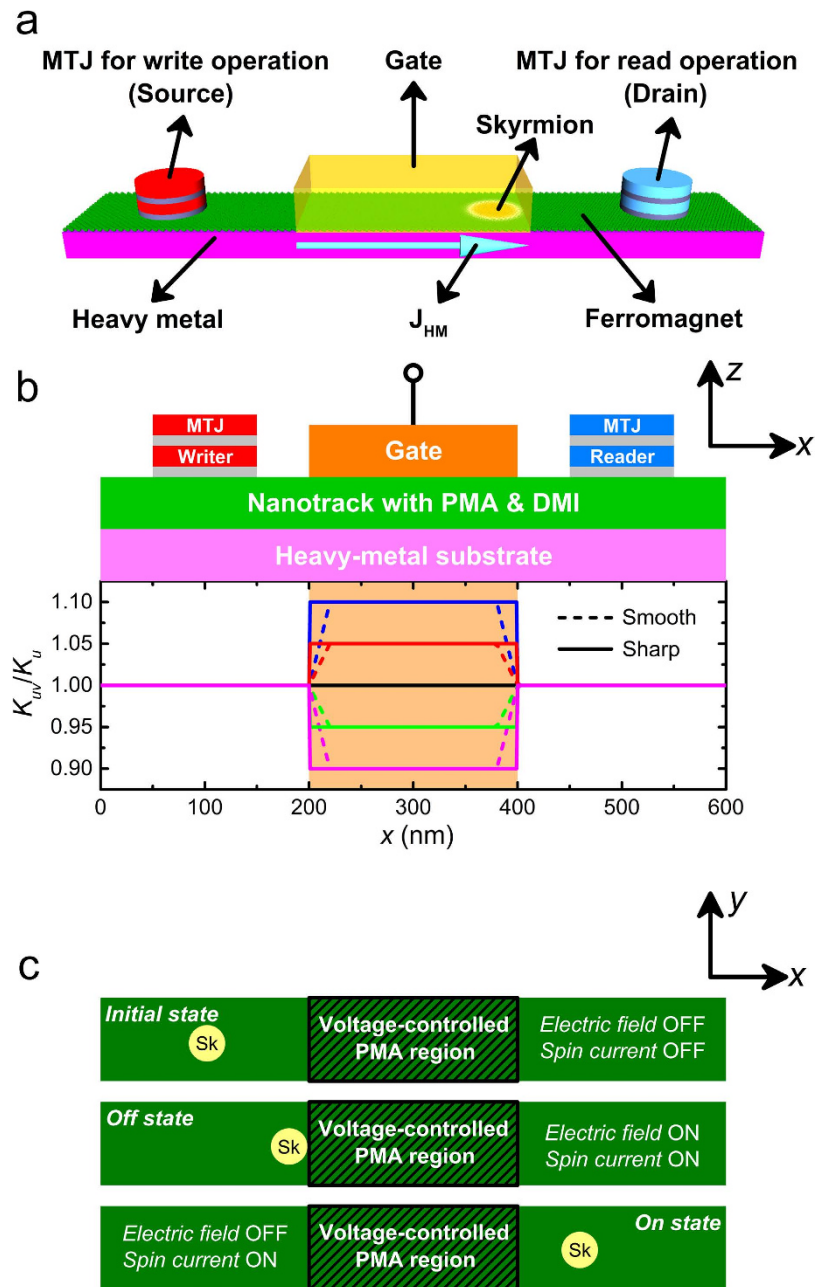 a
MTJ for write operation
(Source)
Gate
MTJ for read operation
(Drain)
Skyrmion
Heavy metal
J_HM
Ferromagnet
b
z
x
MTJ
Writer
Gate
MTJ
Reader
Nanotrack with PMA & DMI
Heavy-metal substrate
K_uv/K_u
1.10
1.05
1.00
0.95
0.90
Smooth
Sharp
0 100 200 300 400 500 600
x (nm)
y
x
c
Initial state
Sk
Voltage-controlled
PMA region
Electric field OFF
Spin current OFF
Off state
Sk
Voltage-controlled
PMA region
Electric field ON
Spin current ON
Electric field OFF
Spin current ON
Voltage-controlled
PMA region
On state
Sk